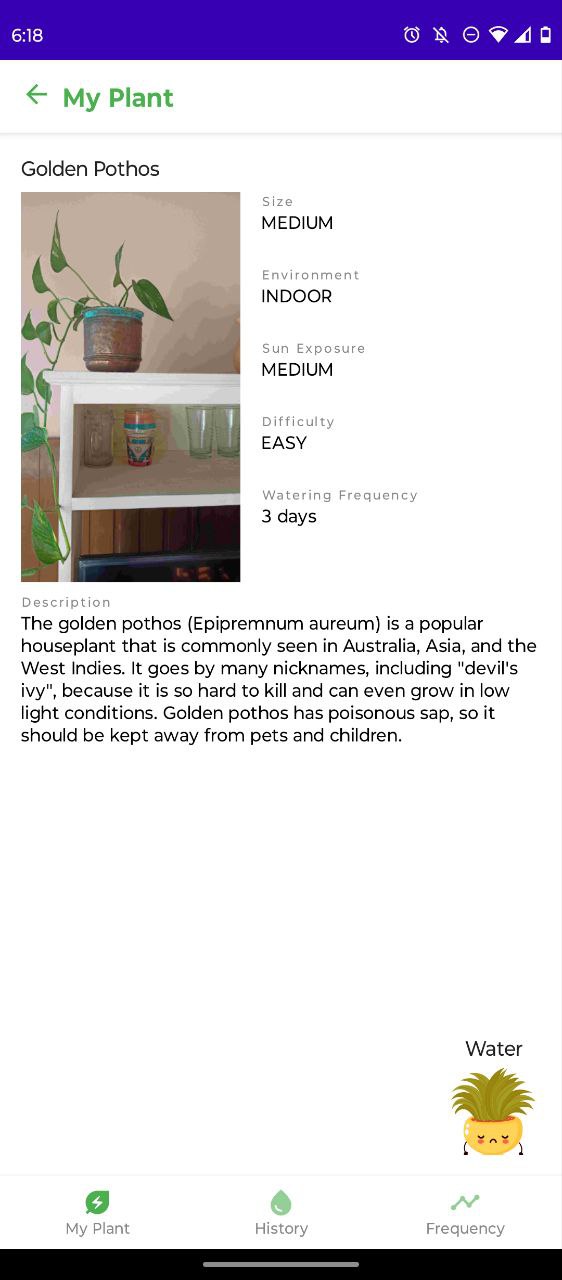 6:18
My Plant
Golden Pothos
Size
MEDIUM
Environment
INDOOR
Sun Exposure
MEDIUM
Difficulty
EASY
Watering Frequency
3 days
Description
The golden pothos (Epipremnum aureum) is a popular
houseplant that is commonly seen in Australia, Asia, and the
West Indies. It goes by many nicknames, including "devil's
ivy", because it is so hard to kill and can even grow in low
light conditions. Golden pothos has poisonous sap, so it
should be kept away from pets and children.
Water
My Plant
History
Frequency